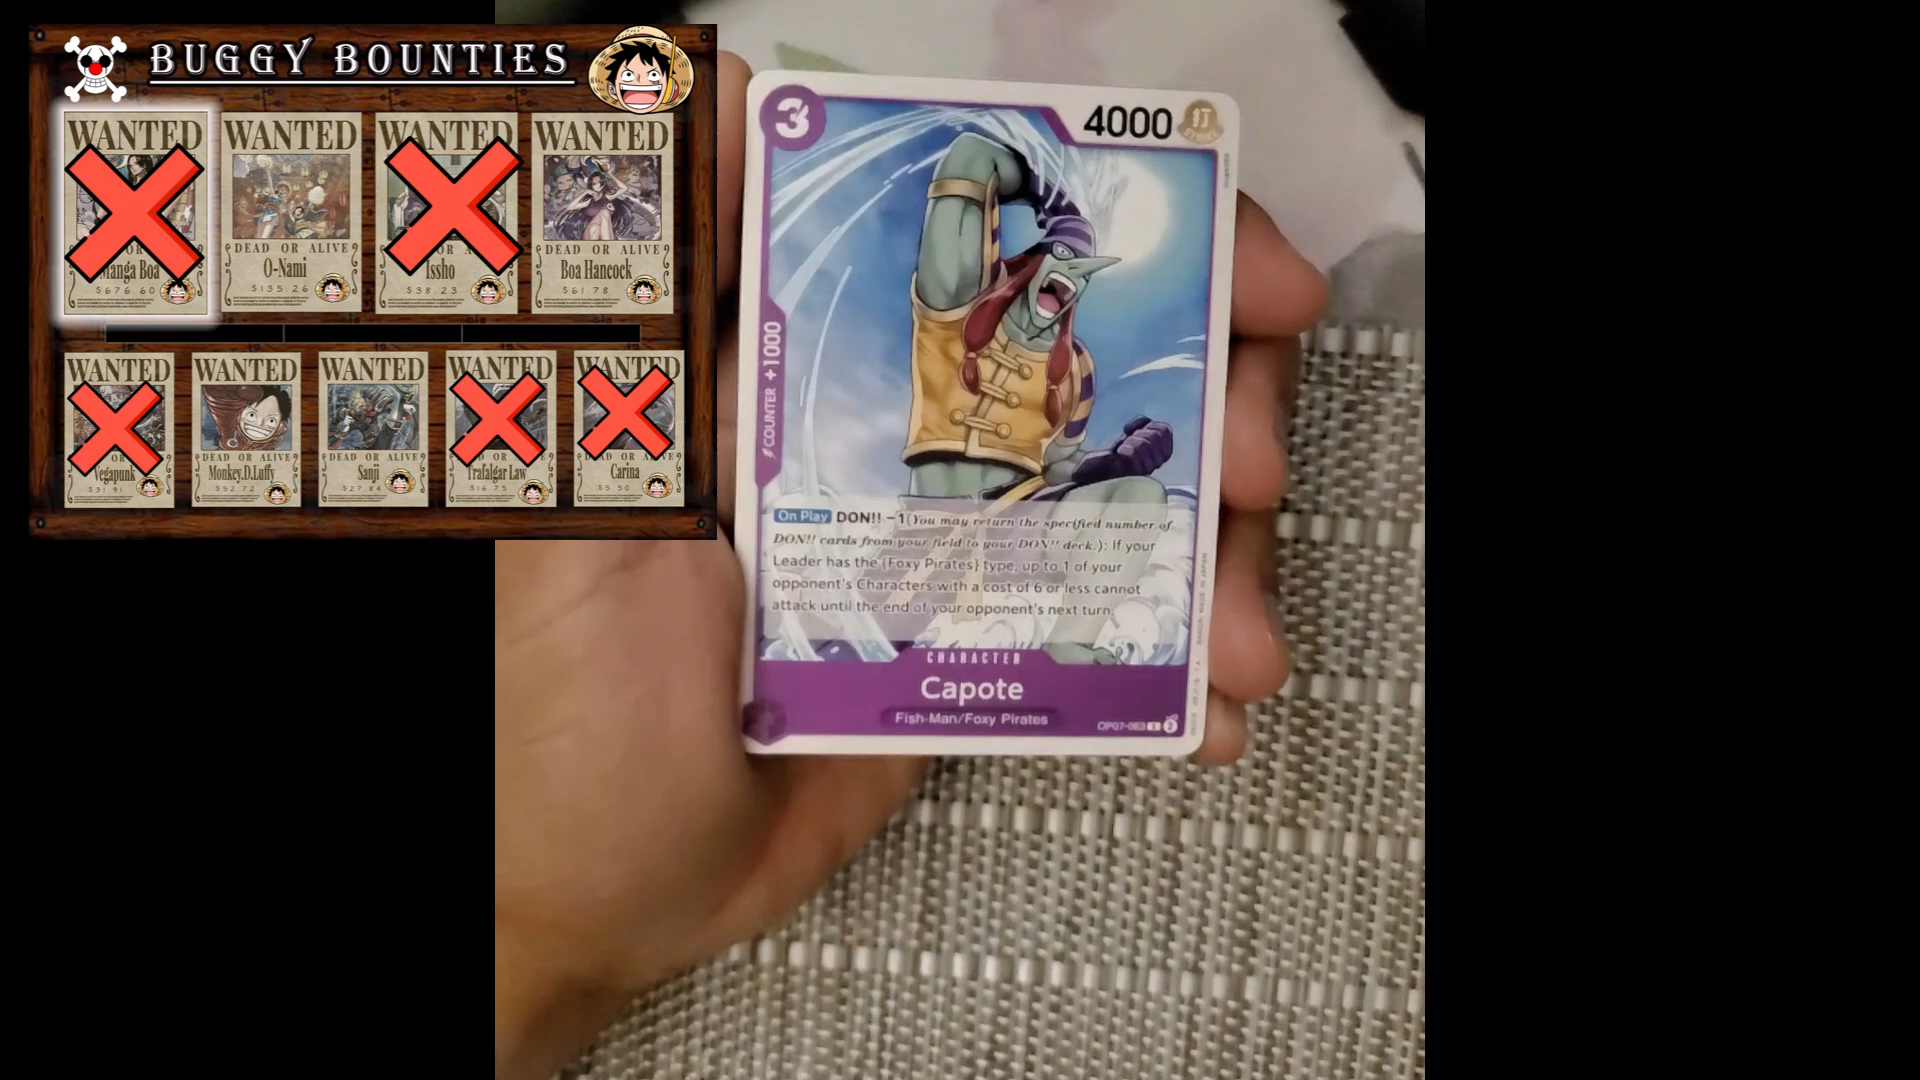 BUGGY BOUNTIES
WANTED
Manga Boa
$676.60
WANTED
DEAD OR ALIVE
O-Nami
$135.26
WANTED
Issho
$38.23
WANTED
DEAD OR ALIVE
Boa Hancock
$61.78
WANTED
Vegapunk
$31.91
WANTED
DEAD OR ALIVE
Monkey.D.Luffy
$52.72
WANTED
DEAD OR ALIVE
Sanji
$27.84
WANTED
Trafalgar Law
$16.75
WANTED
Carina
$5.50
3
4000
打
COUNTER +1000
On Play DON!! −1(You may return the specified number of
DON!! cards from your field to your DON!! deck.): If your
Leader has the {Foxy Pirates} type, up to 1 of your
opponent's Characters with a cost of 6 or less cannot
attack until the end of your opponent's next turn.
CHARACTER
Capote
Fish-Man/Foxy Pirates